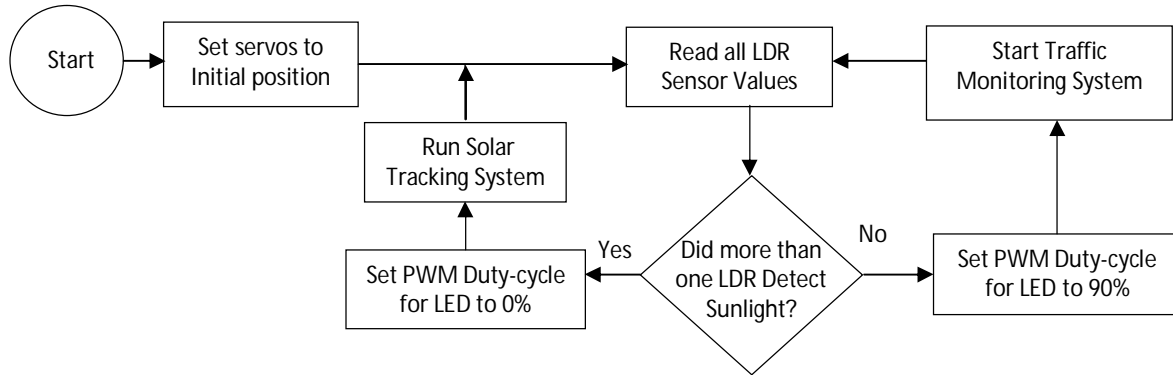 Start
Set servos to
Initial position
Read all LDR
Sensor Values
Start Traffic
Monitoring System
Run Solar
Tracking System
Yes
Did more than
one LDR Detect
Sunlight?
No
Set PWM Duty-cycle
for LED to 0%
Set PWM Duty-cycle
for LED to 90%